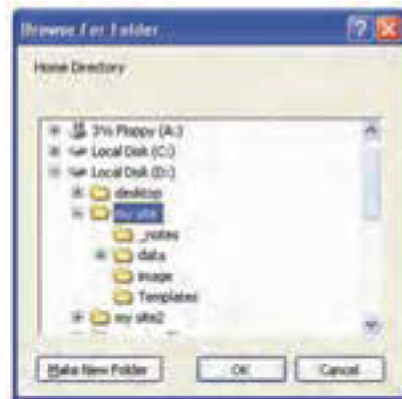 Browse For Folder
Home Directory
3½ Floppy (A:)
Local Disk (C:)
Local Disk (D:)
desktop
my site
_notes
data
image
Templates
my site2
Make New Folder
OK
Cancel